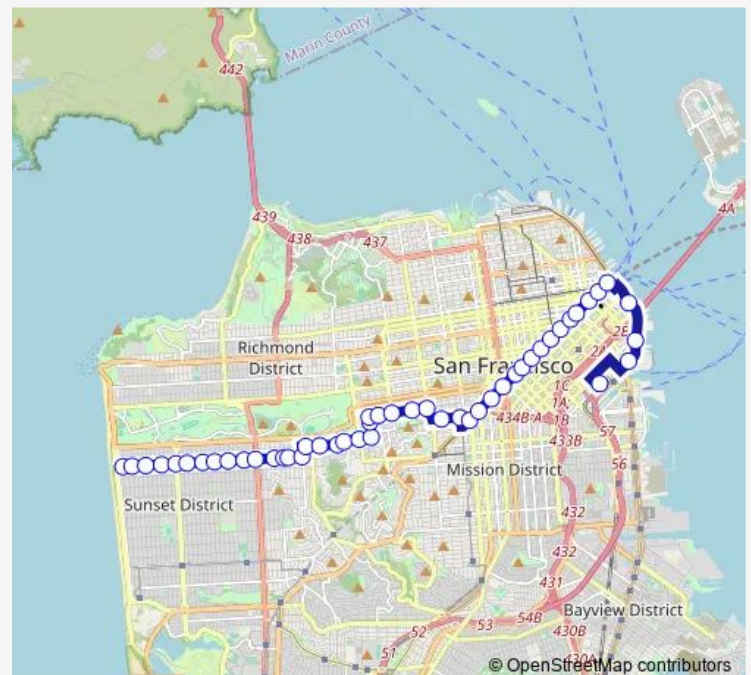 Marin County
442
4A
439
438
437
Richmond
District
2B
2A
San Francisco
1C
1A
434B-A
1B
57
433B
56
Mission District
Sunset District
432
432
431
Bayview District
54B
53
52
430B
51
430A
© OpenStreetMap contributors